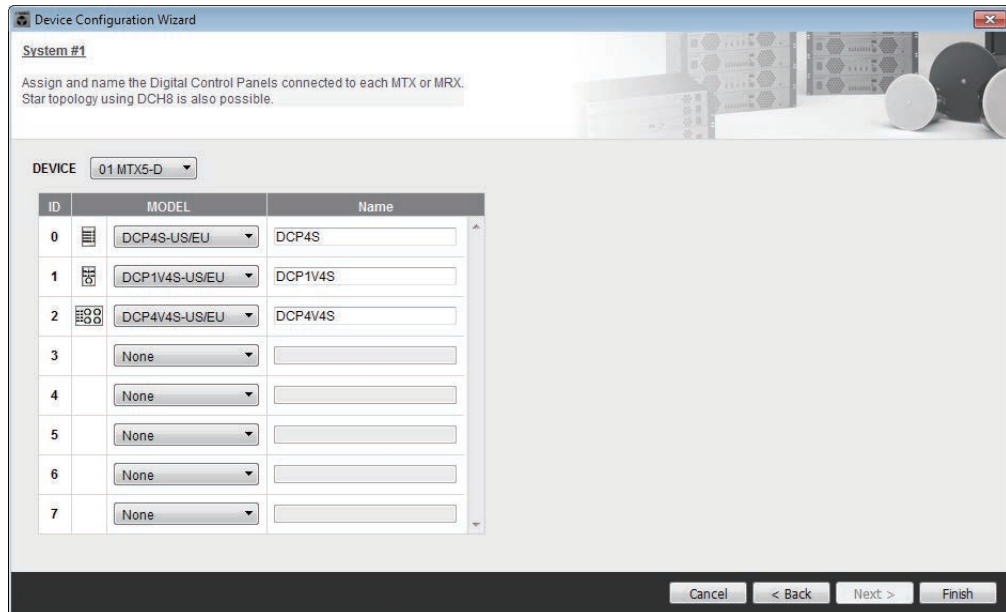 Device Configuration Wizard
System #1
Assign and name the Digital Control Panels connected to each MTX or MRX.
Star topology using DCH8 is also possible.
DEVICE 01 MTX5-D
ID MODEL Name
0 DCP4S-US/EU DCP4S
1 DCP1V4S-US/EU DCP1V4S
2 DCP4V4S-US/EU DCP4V4S
3 None
4 None
5 None
6 None
7 None
Cancel < Back Next > Finish